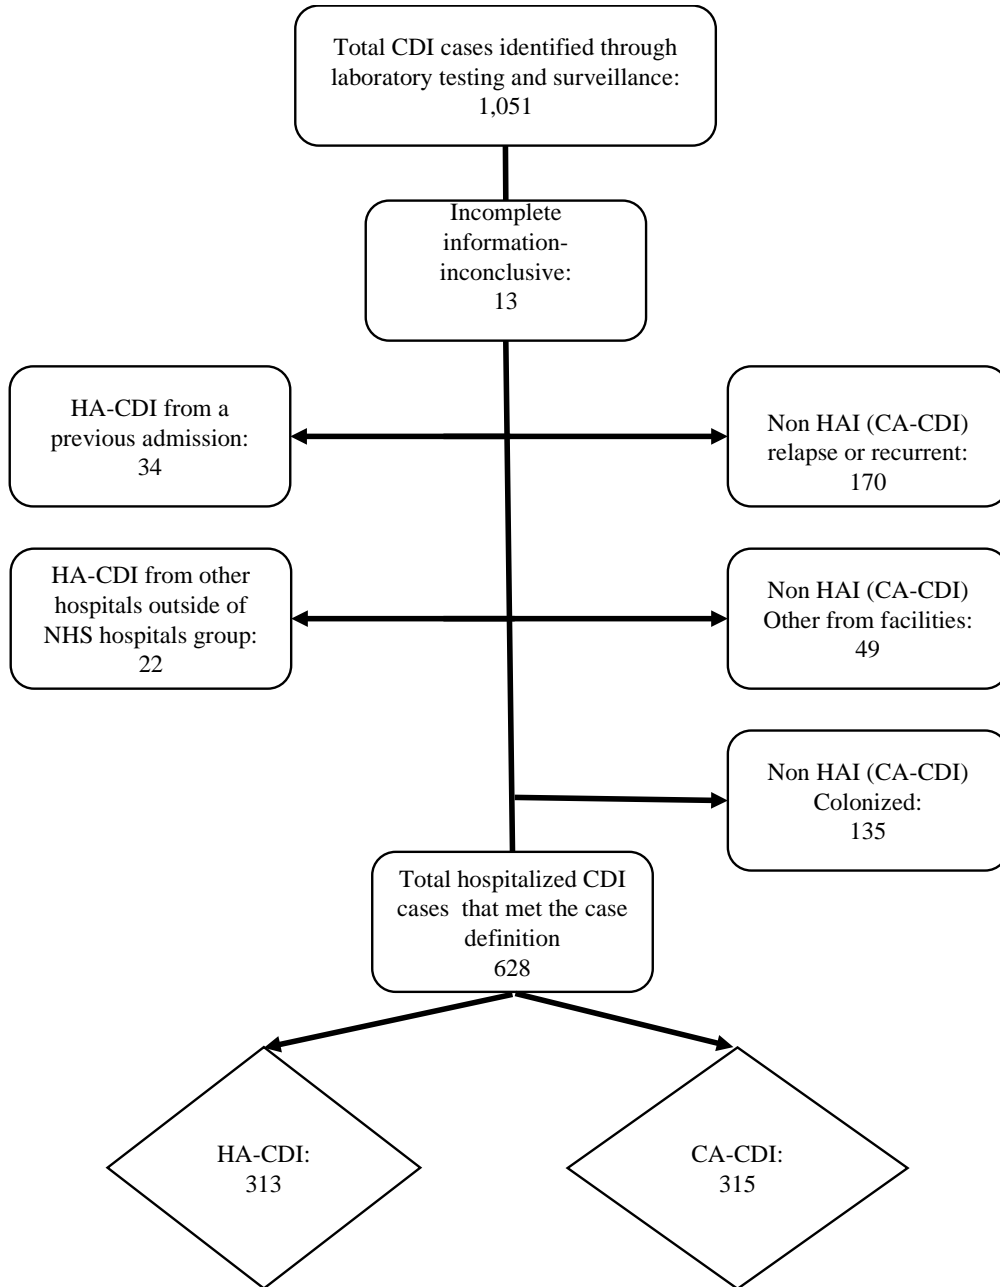 Total CDI cases identified through
laboratory testing and surveillance:
1,051
Incomplete
information-
inconclusive:
13
HA-CDI from a
previous admission:
34
Non HAI (CA-CDI)
relapse or recurrent:
170
HA-CDI from other
hospitals outside of
NHS hospitals group:
22
Non HAI (CA-CDI)
Other from facilities:
49
Non HAI (CA-CDI)
Colonized:
135
Total hospitalized CDI
cases that met the case
definition
628
HA-CDI:
313
CA-CDI:
315